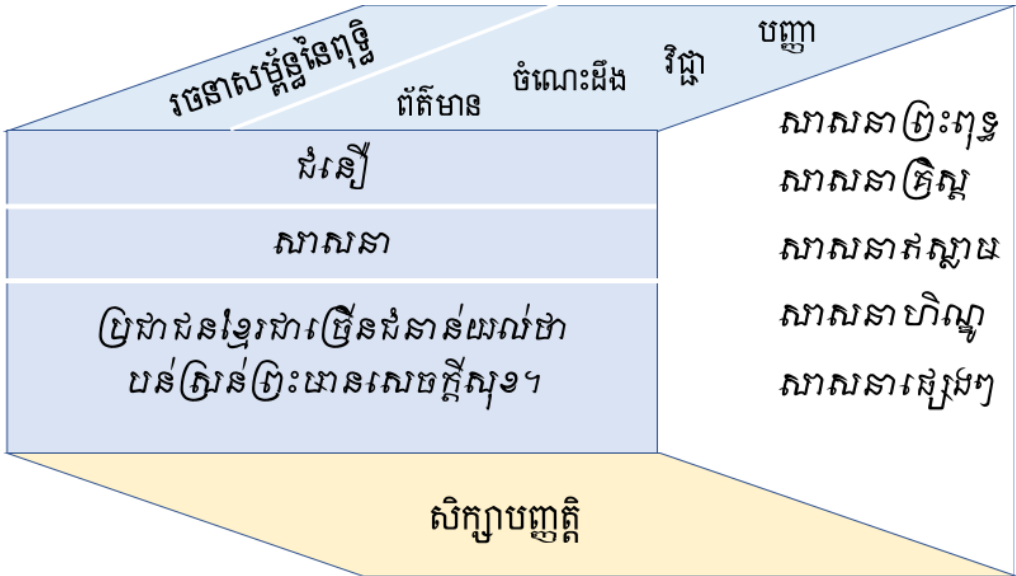 រចនាសម្ព័ន្ធនៃពុទ្ធិ
ព័ត៌មាន
ចំណេះដឹង
វិជ្ជា
បញ្ញា
ជំនឿ
សាសនា
ប្រជាជនខ្មែរជាច្រើនជំនាន់យល់ថា
បន់ស្រន់ព្រះមានសេចក្តីសុខ។
សាសនាព្រះពុទ្ធ
សាសនាគ្រិស្ត
សាសនាឥស្លាម
សាសនាហិណ្ឌូ
សាសនាផ្សេងៗ
សិក្សាបញ្ញត្តិ